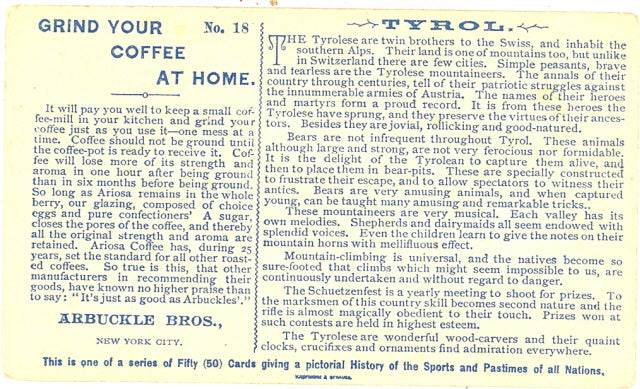 GRIND YOUR No. 18
COFFEE
AT HOME.
It will pay you well to keep a small cof-
fee-mill in your kitchen and grind your
coffee just as you use it—one mess at a
time. Coffee should not be ground until
the coffee-pot is ready to receive it. Cof-
fee will lose more of its strength and
aroma in one hour after being ground
than in six months before being ground.
So long as Ariosa remains in the whole
berry, our glazing, composed of choice
eggs and pure confectioners' A sugar,
closes the pores of the coffee, and thereby
all the original strength and aroma are
retained. Ariosa Coffee has, during 25
years, set the standard for all other roast-
ed coffees. So true is this, that other
manufacturers in recommending their
goods, have known no higher praise than
to say: "It's just as good as Arbuckles'."
ARBUCKLE BROS.,
NEW YORK CITY.
TYROL.
THE Tyrolese are twin brothers to the Swiss, and inhabit the
southern Alps. Their land is one of mountains too, but unlike
in Switzerland there are few cities. Simple peasants, brave
and fearless are the Tyrolese mountaineers. The annals of their
country through centuries, tell of their patriotic struggles against
the innumerable armies of Austria. The names of their heroes
and martyrs form a proud record. It is from these heroes the
Tyrolese have sprung, and they preserve the virtues of their ances-
tors. Besides they are jovial, rollicking and good-natured.
Bears are not infrequent throughout Tyrol. These animals
although large and strong, are not very ferocious nor formidable.
It is the delight of the Tyrolean to capture them alive, and
then to place them in bear-pits. These are specially constructed
to frustrate their escape, and to allow spectators to witness their
antics. Bears are very amusing animals, and when captured
young, can be taught many amusing and remarkable tricks.
These mountaineers are very musical. Each valley has its
own melodies. Shepherds and dairymaids all seem endowed with
splendid voices. Even the children learn to give the notes on their
mountain horns with mellifluous effect.
Mountain-climbing is universal, and the natives become so
sure-footed that climbs which might seem impossible to us, are
continuously undertaken and without regard to danger.
The Schuetzenfest is a yearly meeting to shoot for prizes. To
the marksmen of this country skill becomes second nature and the
rifle is almost magically obedient to their touch. Prizes won at
such contests are held in highest esteem.
The Tyrolese are wonderful wood-carvers and their quaint
clocks, crucifixes and ornaments find admiration everywhere.
This is one of a series of Fifty (50) Cards giving a pictorial History of the Sports and Pastimes of all Nations.
KAUFMANN & STRAUSS.